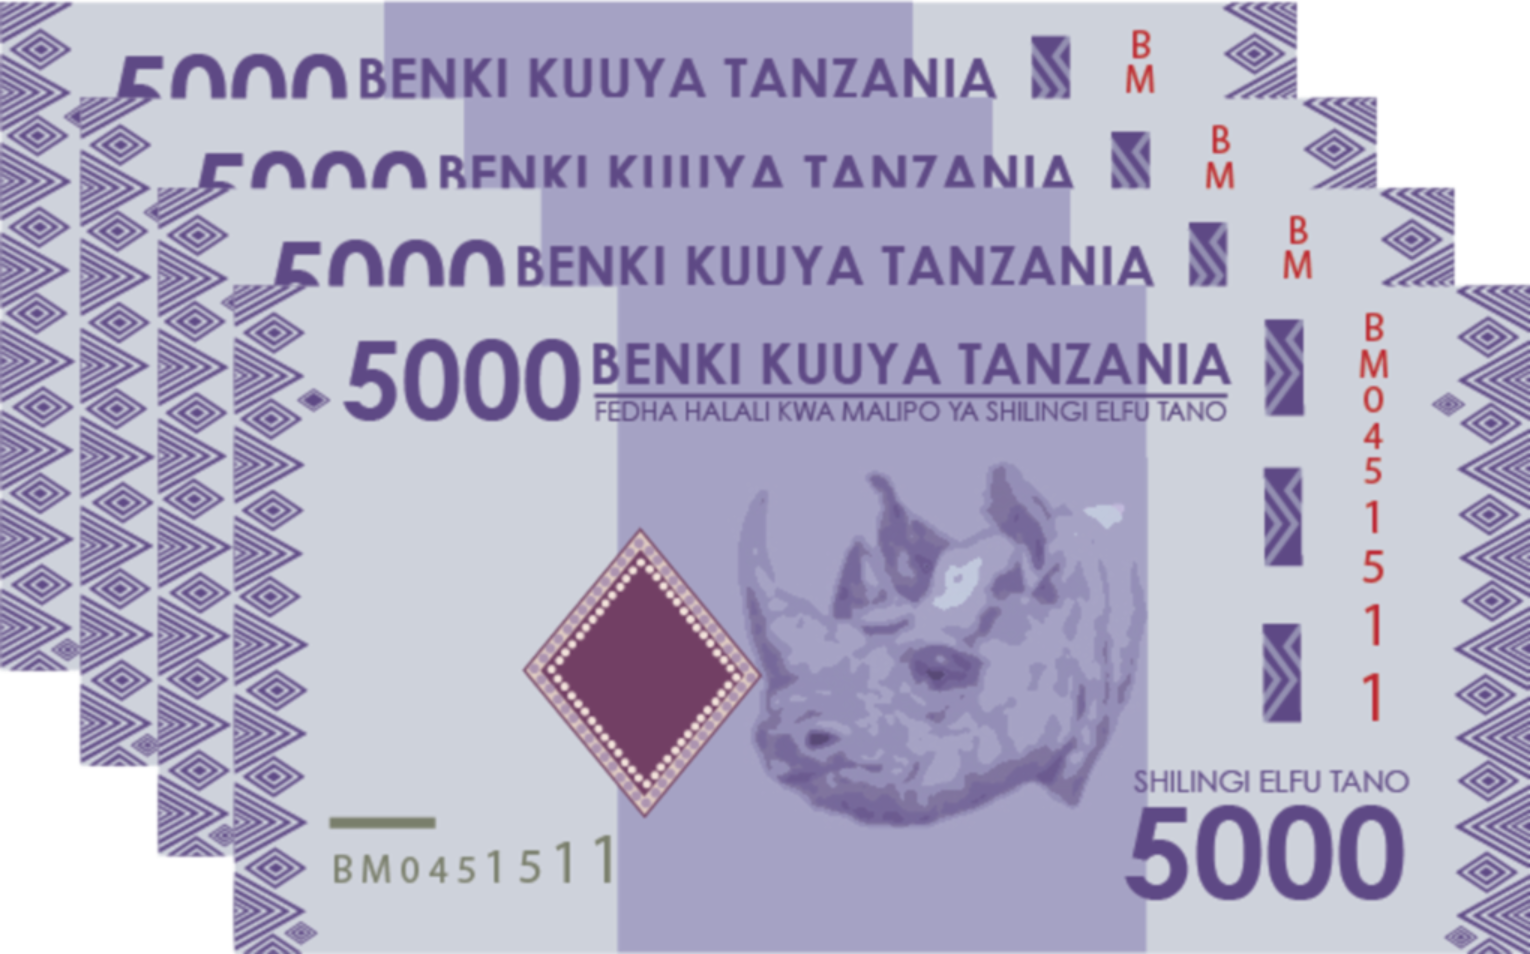 5000 BENKI KUUYA TANZANIA
BM
5000 BENKI KUUYA TANZANIA
BM
5000 BENKI KUUYA TANZANIA
BM
5000 BENKI KUUYA TANZANIA
FEDHA HALALI KWA MALIPO YA SHILINGI ELFU TANO
BM0451511
SHILINGI ELFU TANO
5000
BM0451511